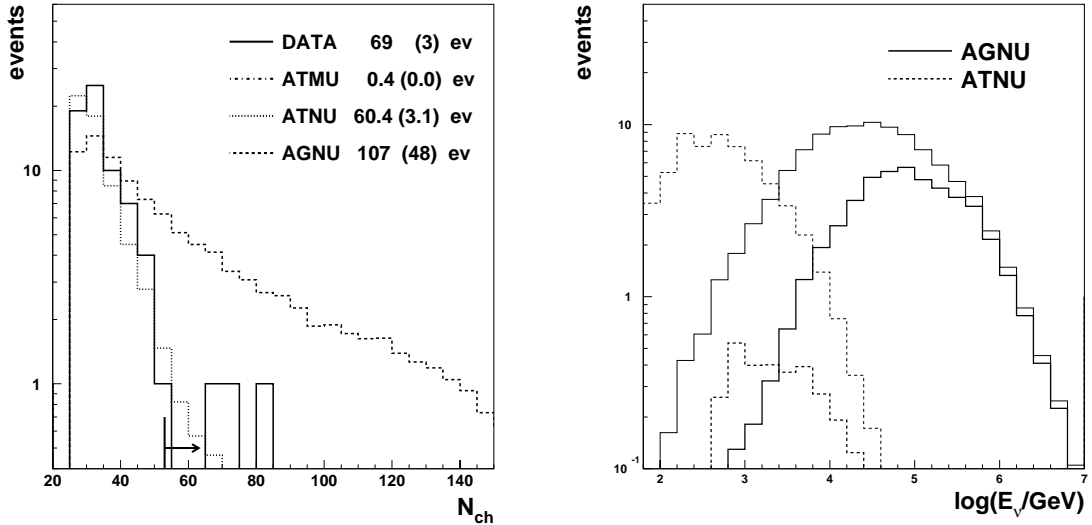 events
DATA 69 (3) ev
ATMU 0.4 (0.0) ev
ATNU 60.4 (3.1) ev
AGNU 107 (48) ev
10
1
20 40 60 80 100 120 140
N_ch
events
AGNU
ATNU
10
1
10^-1
2 3 4 5 6 7
log(E_ν/GeV)